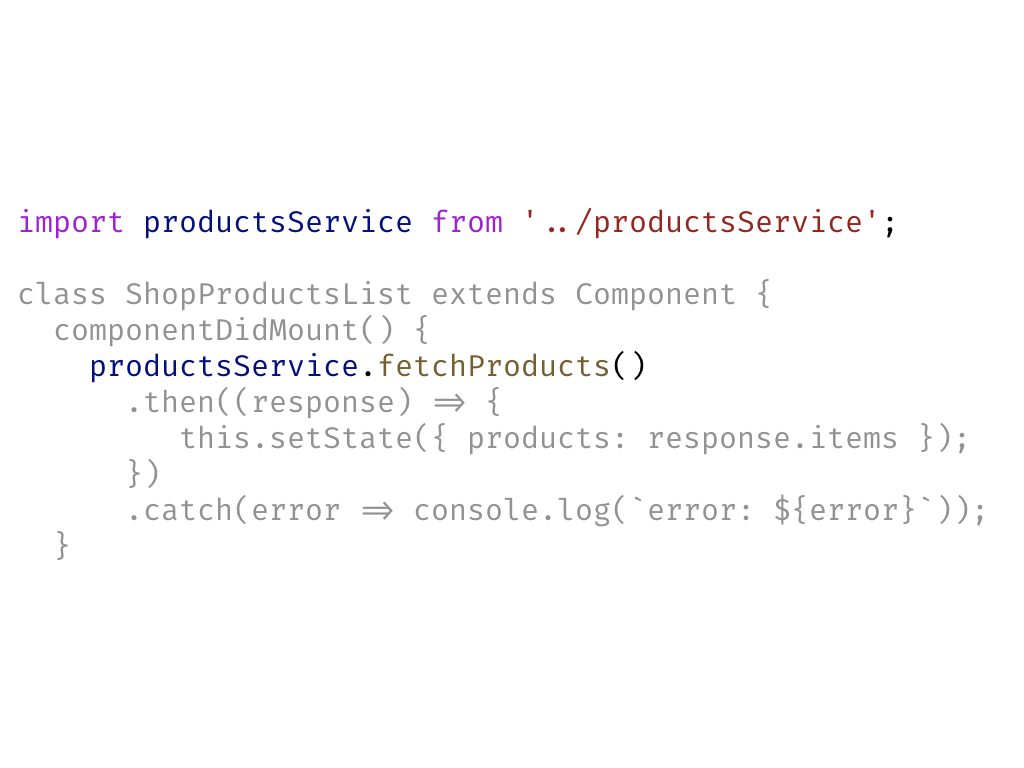 import productsService from '../productsService';
class ShopProductsList extends Component {
componentDidMount() {
productsService.fetchProducts()
.then((response) => {
this.setState({ products: response.items });
})
.catch(error => console.log(`error: ${error}`));
}